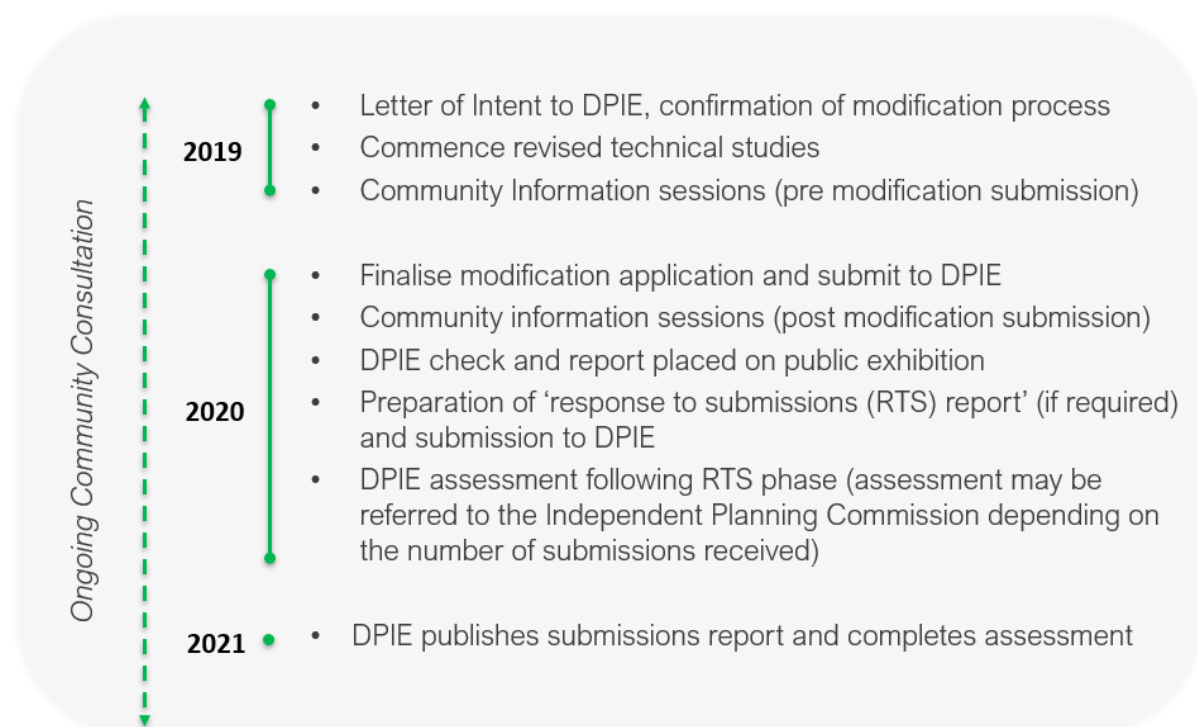 Ongoing Community Consultation
2019
• Letter of Intent to DPIE, confirmation of modification process
• Commence revised technical studies
• Community Information sessions (pre modification submission)
2020
• Finalise modification application and submit to DPIE
• Community information sessions (post modification submission)
• DPIE check and report placed on public exhibition
• Preparation of ‘response to submissions (RTS) report’ (if required)
and submission to DPIE
• DPIE assessment following RTS phase (assessment may be
referred to the Independent Planning Commission depending on
the number of submissions received)
2021
• DPIE publishes submissions report and completes assessment